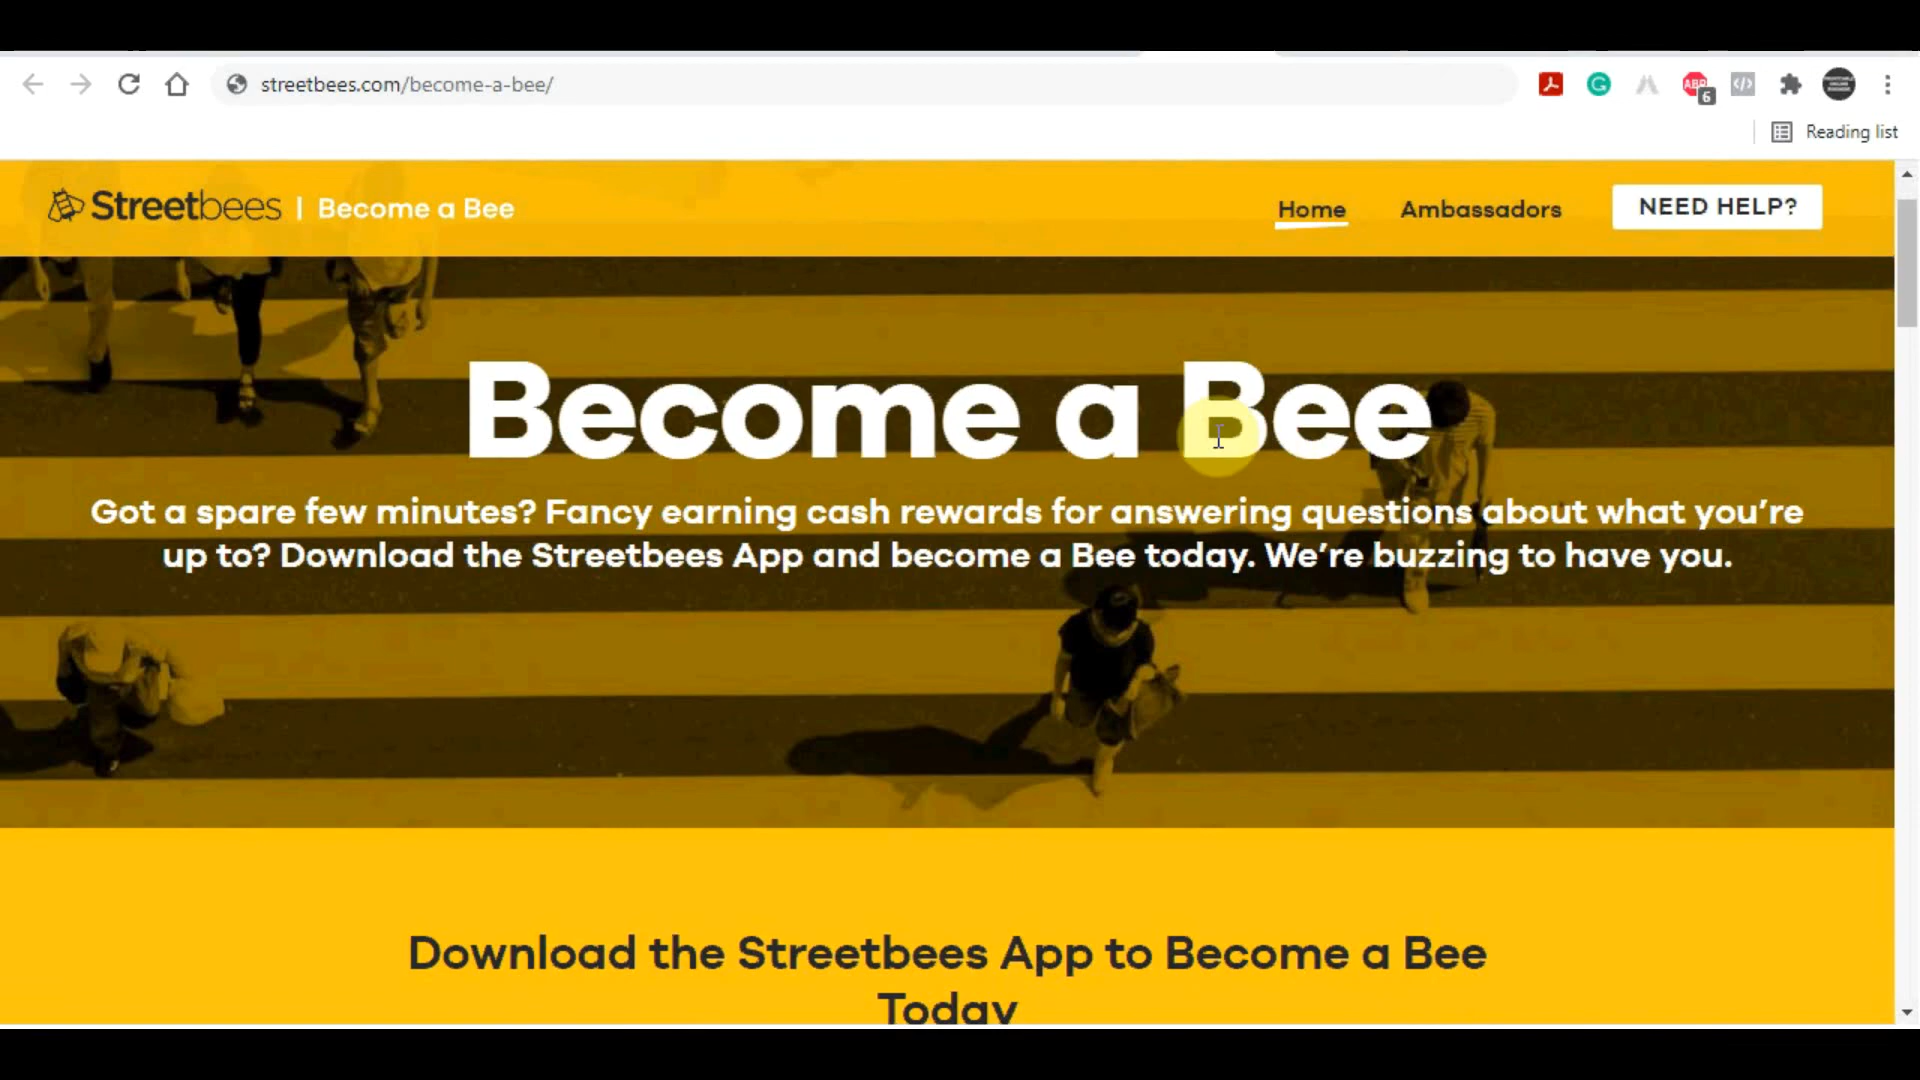 streetbees.com/become-a-bee/
ABP
6
Reading list
Streetbees | Become a Bee
Home
Ambassadors
NEED HELP?
Become a Bee
Got a spare few minutes? Fancy earning cash rewards for answering questions about what you're
up to? Download the Streetbees App and become a Bee today. We're buzzing to have you.
Download the Streetbees App to Become a Bee
Today